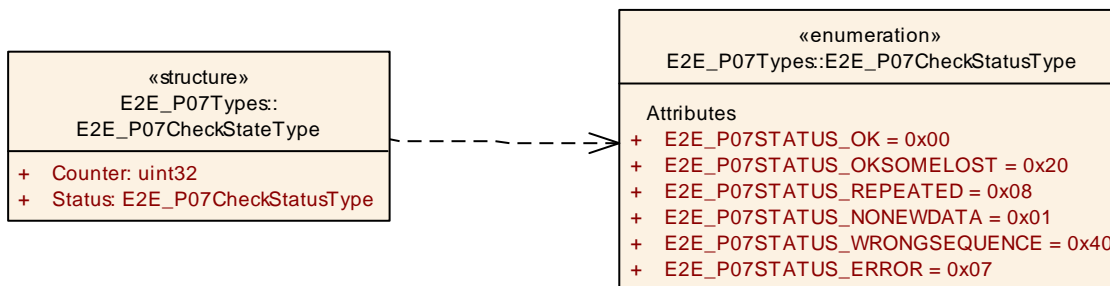 «structure»
E2E_P07Types::
E2E_P07CheckStateType
+ Counter: uint32
+ Status: E2E_P07CheckStatusType
«enumeration»
E2E_P07Types::E2E_P07CheckStatusType
Attributes
+ E2E_P07STATUS_OK = 0x00
+ E2E_P07STATUS_OKSOMELOST = 0x20
+ E2E_P07STATUS_REPEATED = 0x08
+ E2E_P07STATUS_NONEWDATA = 0x01
+ E2E_P07STATUS_WRONGSEQUENCE = 0x40
+ E2E_P07STATUS_ERROR = 0x07